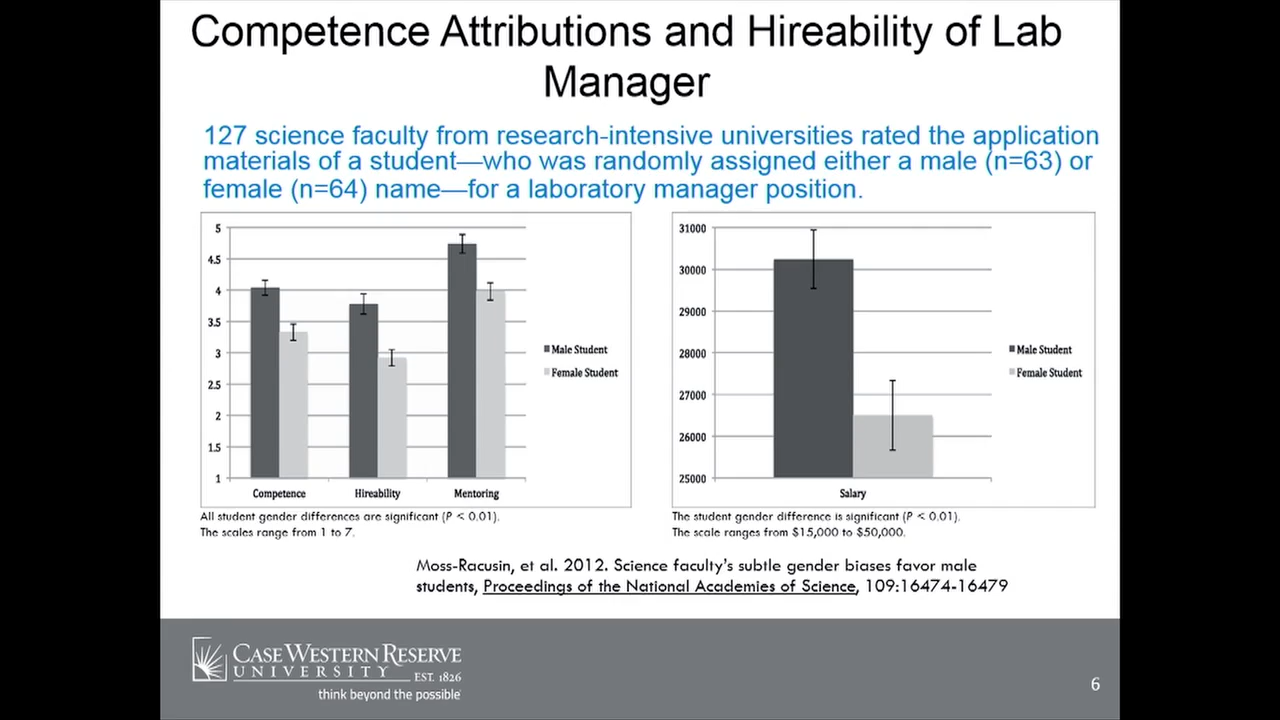 Competence Attributions and Hireability of Lab
Manager
127 science faculty from research-intensive universities rated the application
materials of a student—who was randomly assigned either a male (n=63) or
female (n=64) name—for a laboratory manager position.
5
4.5
4
3.5
3
2.5
2
1.5
1
Competence Hireability Mentoring
Male Student
Female Student
All student gender differences are significant (P < 0.01).
The scales range from 1 to 7.
31000
30000
29000
28000
27000
26000
25000
Salary
Male Student
Female Student
The student gender difference is significant (P < 0.01).
The scale ranges from $15,000 to $50,000.
Moss-Racusin, et al. 2012. Science faculty's subtle gender biases favor male
students, Proceedings of the National Academies of Science, 109:16474-16479
CASE WESTERN RESERVE
UNIVERSITY EST. 1826
think beyond the possible
6